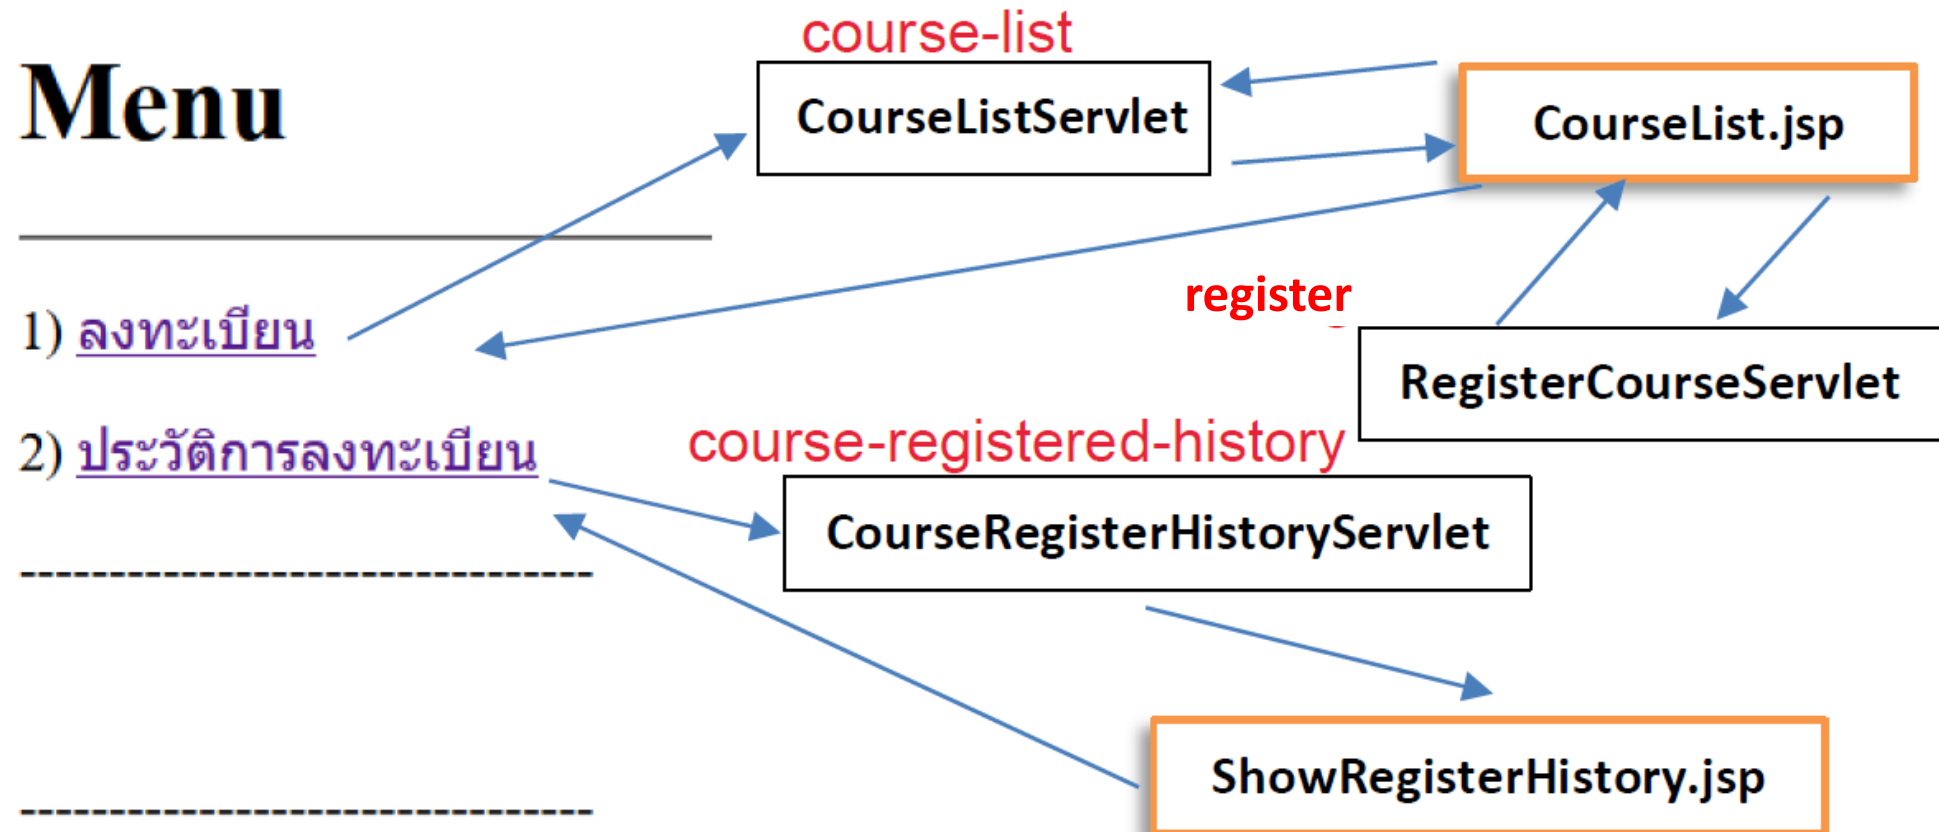 course-list
Menu
CourseListServlet
CourseList.jsp
register
1) ลงทะเบียน
RegisterCourseServlet
course-registered-history
2) ประวัติการลงทะเบียน
CourseRegisterHistoryServlet
--------------------------------
ShowRegisterHistory.jsp
--------------------------------